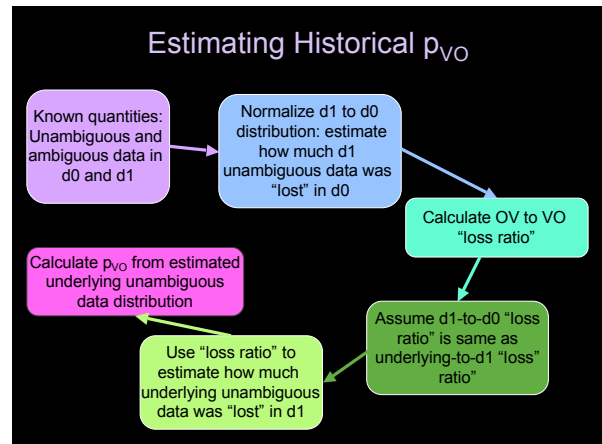 Estimating Historical pVO
Known quantities:
Unambiguous and
ambiguous data in
d0 and d1
Normalize d1 to d0
distribution: estimate
how much d1
unambiguous data was
“lost” in d0
Calculate OV to VO
“loss ratio”
Assume d1-to-d0 “loss
ratio” is same as
underlying-to-d1 “loss”
ratio”
Use “loss ratio” to
estimate how much
underlying unambiguous
data was “lost” in d1
Calculate pVO from estimated
underlying unambiguous
data distribution